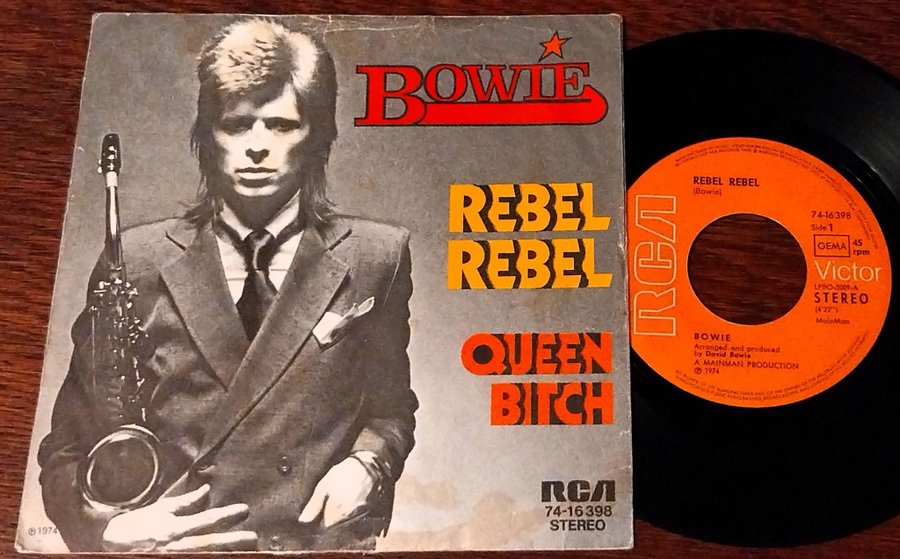 BOWIE
REBEL
REBEL
QUEEN
BITCH
RCA
74-16 398
STEREO
℗ 1974
REBEL REBEL
(Bowie)
RCA
74-16 398
Side 1
GEMA
45
rpm
Victor
LPBO-5009-A
STEREO
(4'22")
MainMan
BOWIE
Arranged and produced
by David Bowie
A MAINMAN PRODUCTION
℗ 1974